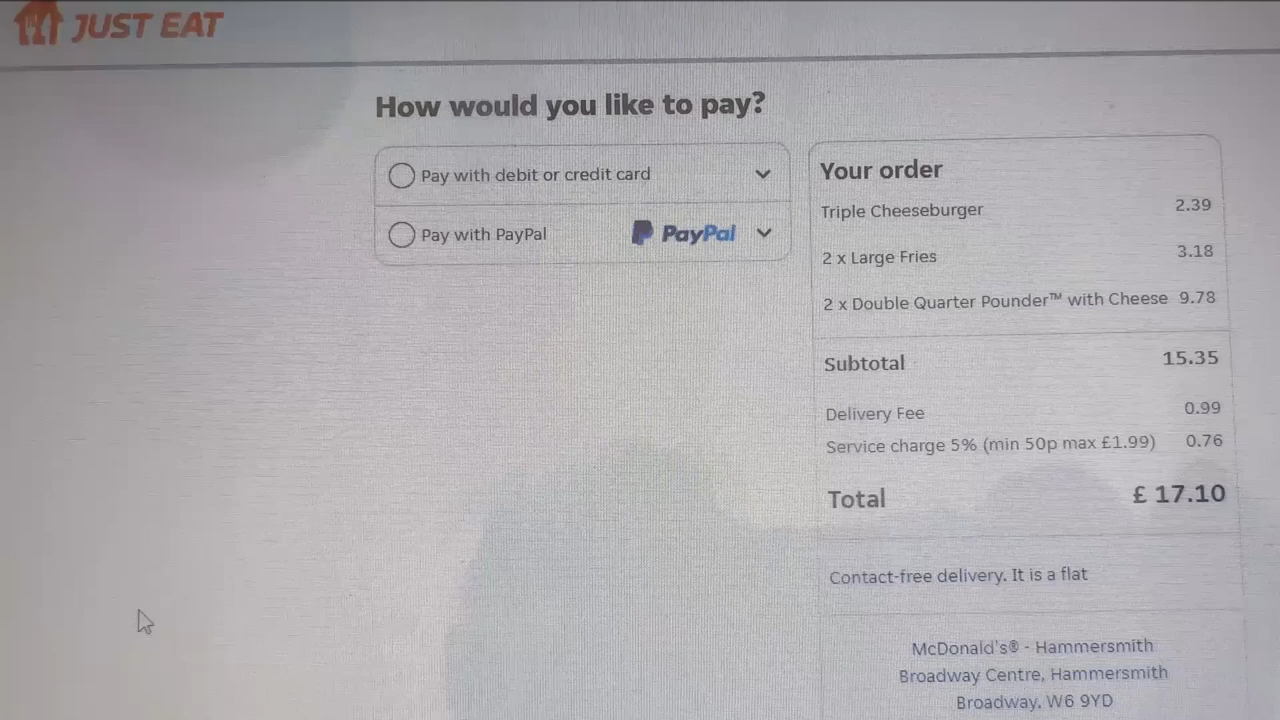 JUST EAT
How would you like to pay?
Pay with debit or credit card
Pay with PayPal PayPal
Your order
Triple Cheeseburger 2.39
2 x Large Fries 3.18
2 x Double Quarter Pounder™ with Cheese 9.78
Subtotal 15.35
Delivery Fee 0.99
Service charge 5% (min 50p max £1.99) 0.76
Total £ 17.10
Contact-free delivery. It is a flat
McDonald's® - Hammersmith
Broadway Centre, Hammersmith
Broadway, W6 9YD